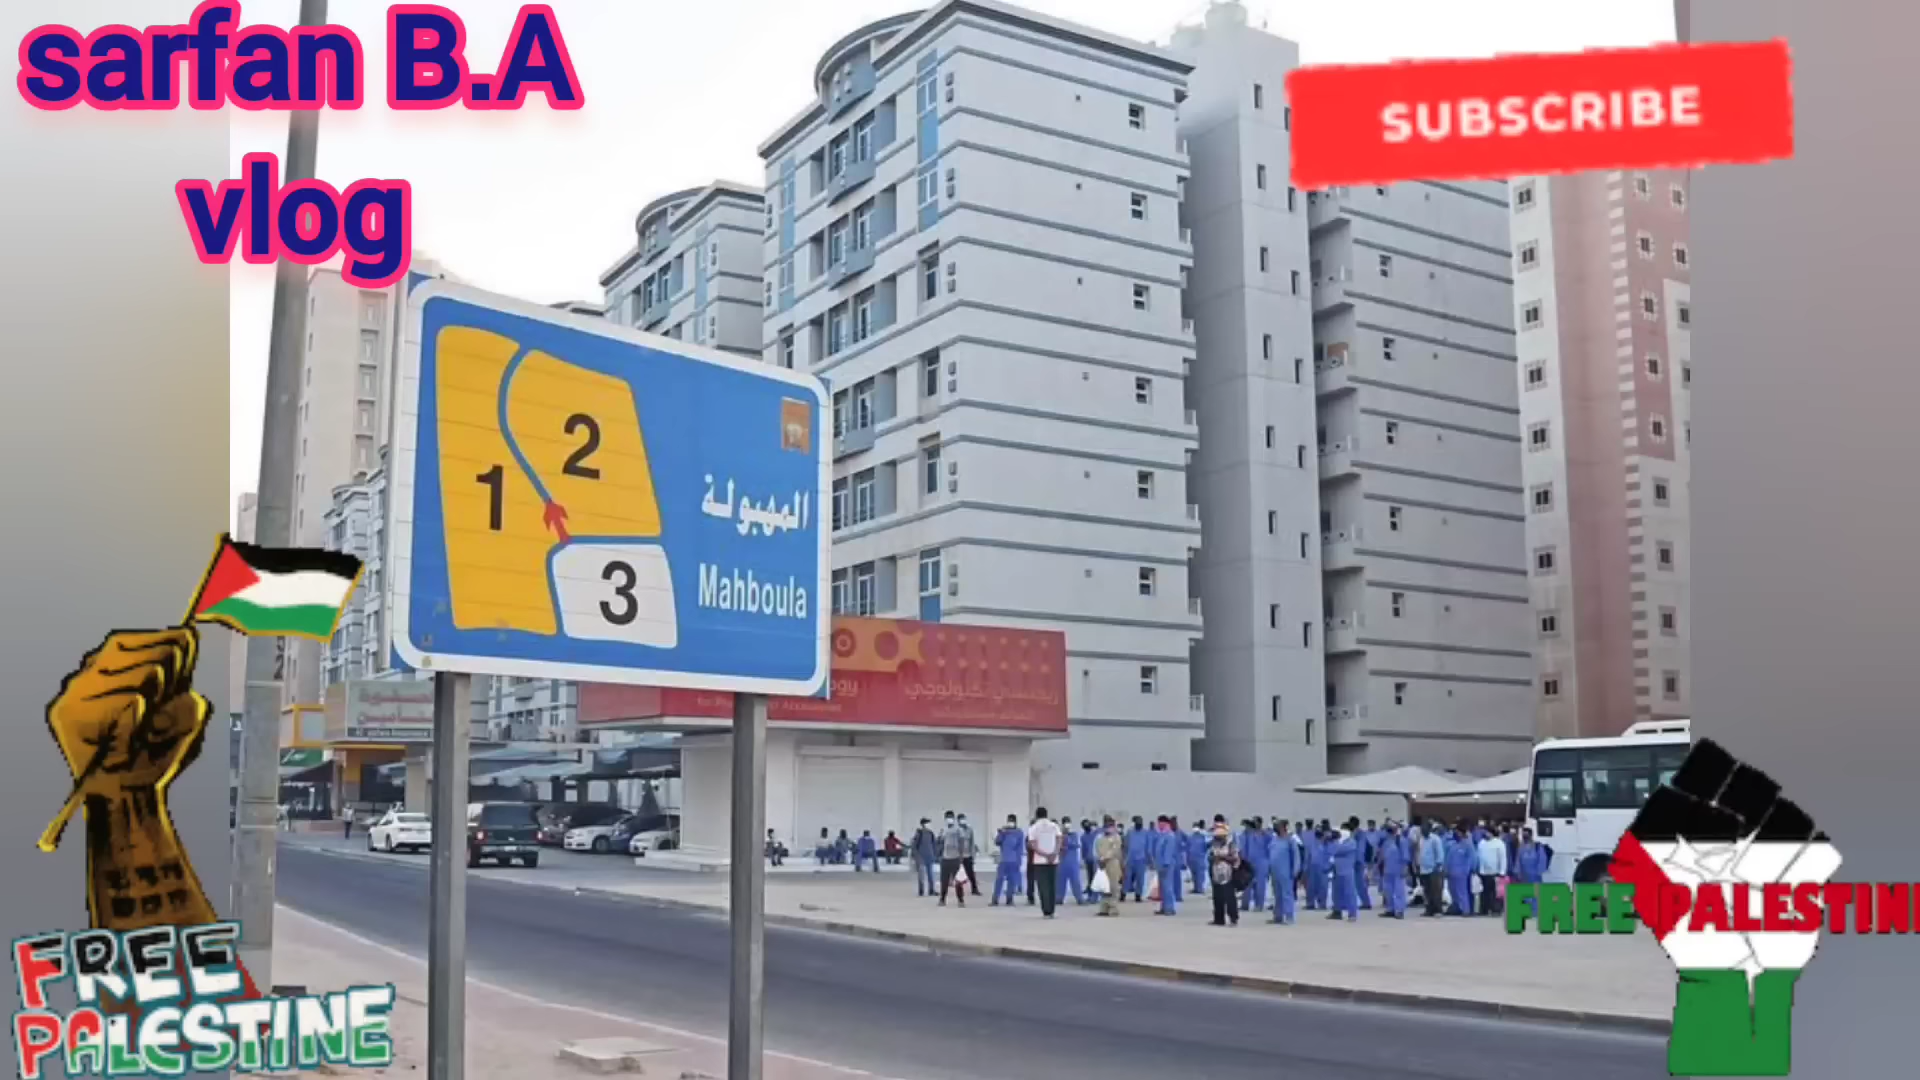 sarfan B.A
vlog
SUBSCRIBE
1
2
3
المهبولة
Mahboula
FREE
PALESTINE
FREE PALESTIN